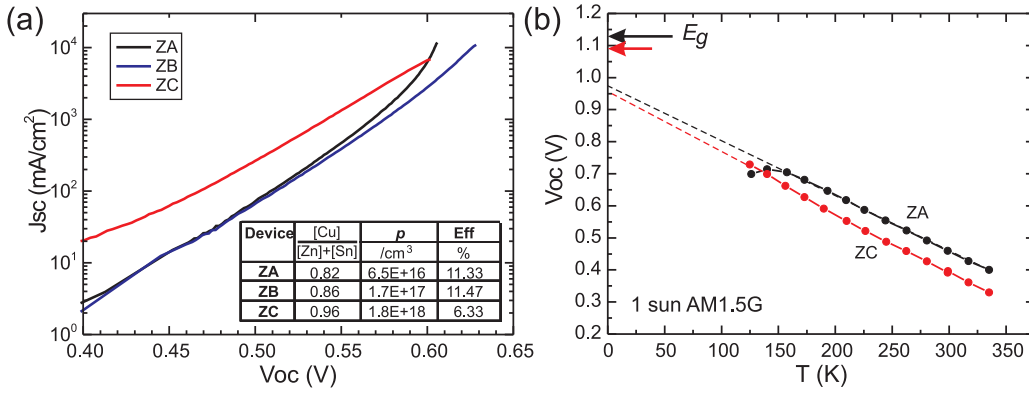 (a)
Jsc (mA/cm²)
10⁴
10³
10²
10¹
10⁰
ZA
ZB
ZC
Device [Cu]/[Zn]+[Sn] p /cm³ Eff %
ZA 0.82 6.5E+16 11.33
ZB 0.86 1.7E+17 11.47
ZC 0.96 1.8E+18 6.33
0.40 0.45 0.50 0.55 0.60 0.65
Voc (V)
(b)
Voc (V)
1.2
1.1
1.0
0.9
0.8
0.7
0.6
0.5
0.4
0.3
0.2
Eg
ZA
ZC
1 sun AM1.5G
0 50 100 150 200 250 300 350
T (K)